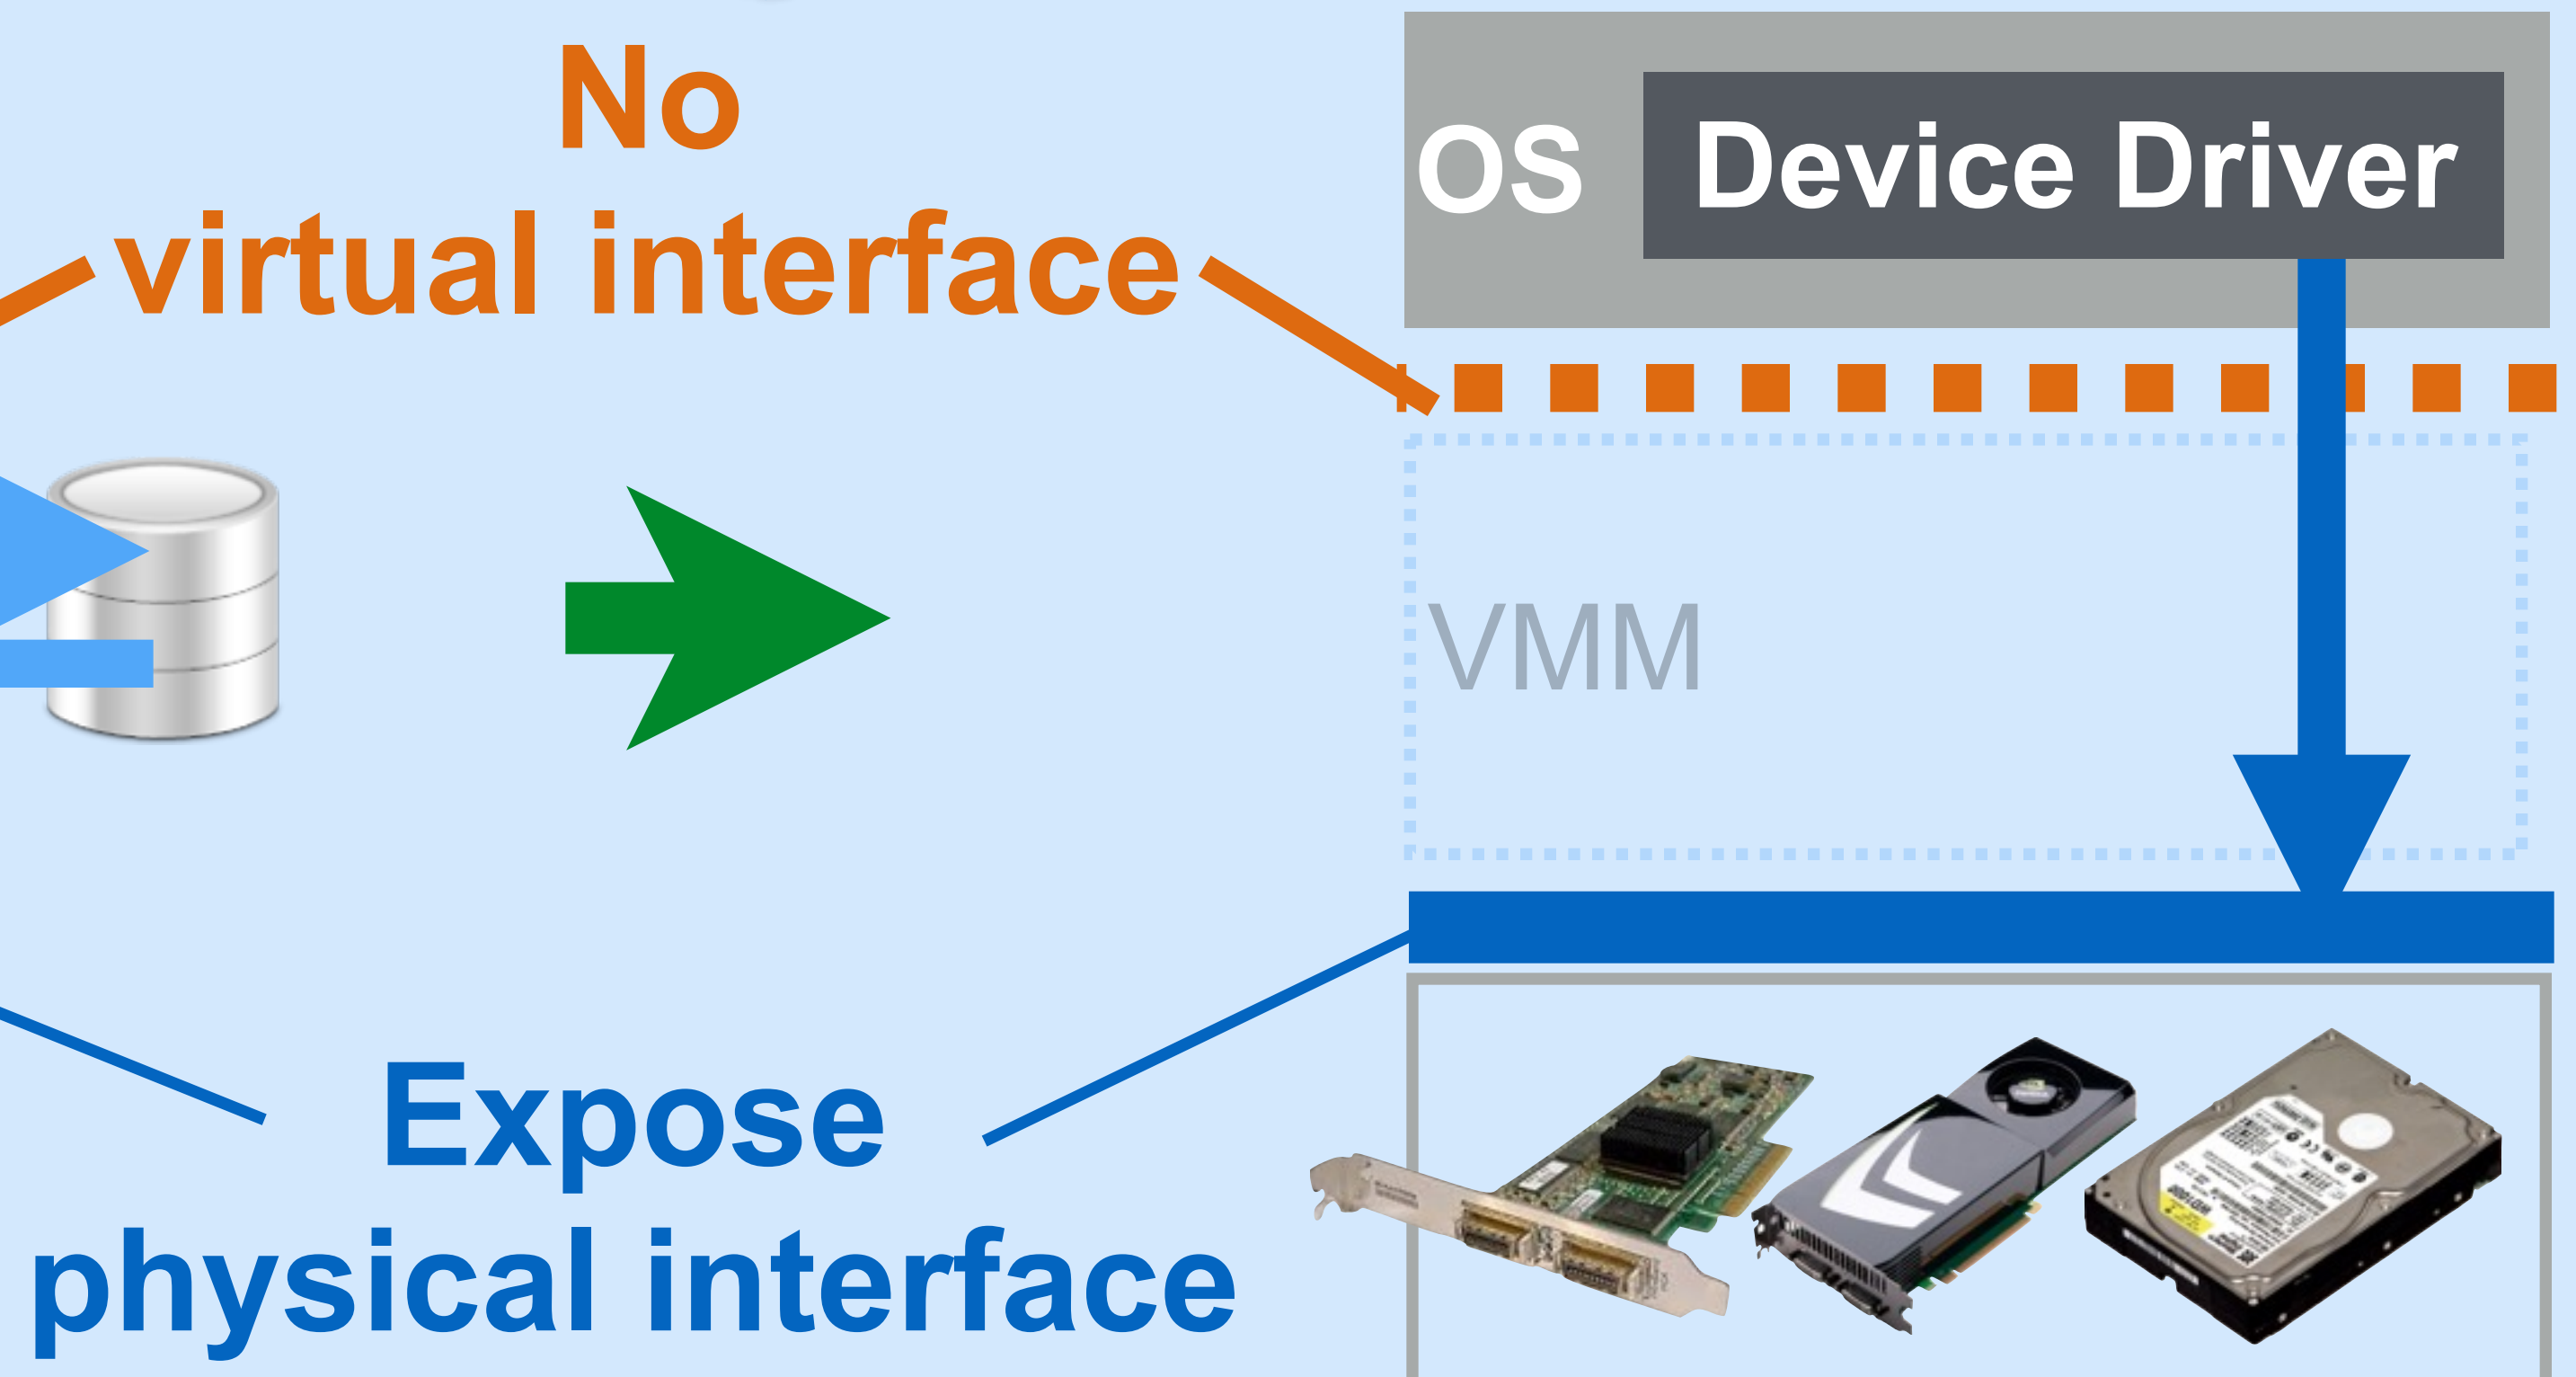 No
virtual interface
OS Device Driver
VMM
Expose
physical interface